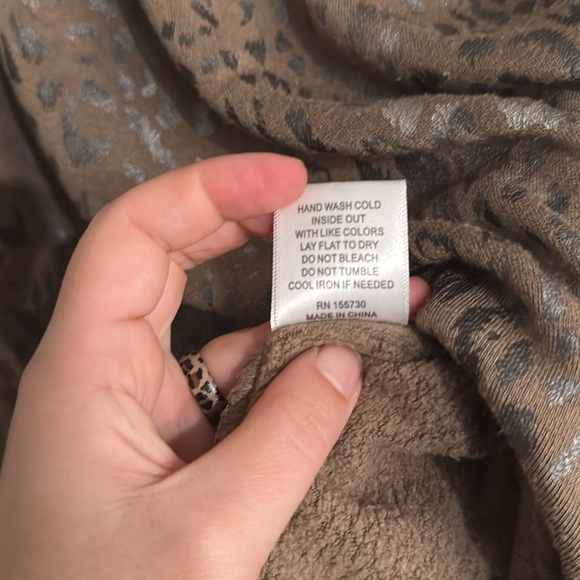 HAND WASH COLD
INSIDE OUT
WITH LIKE COLORS
LAY FLAT TO DRY
DO NOT BLEACH
DO NOT TUMBLE
COOL IRON IF NEEDED
RN 155730
MADE IN CHINA